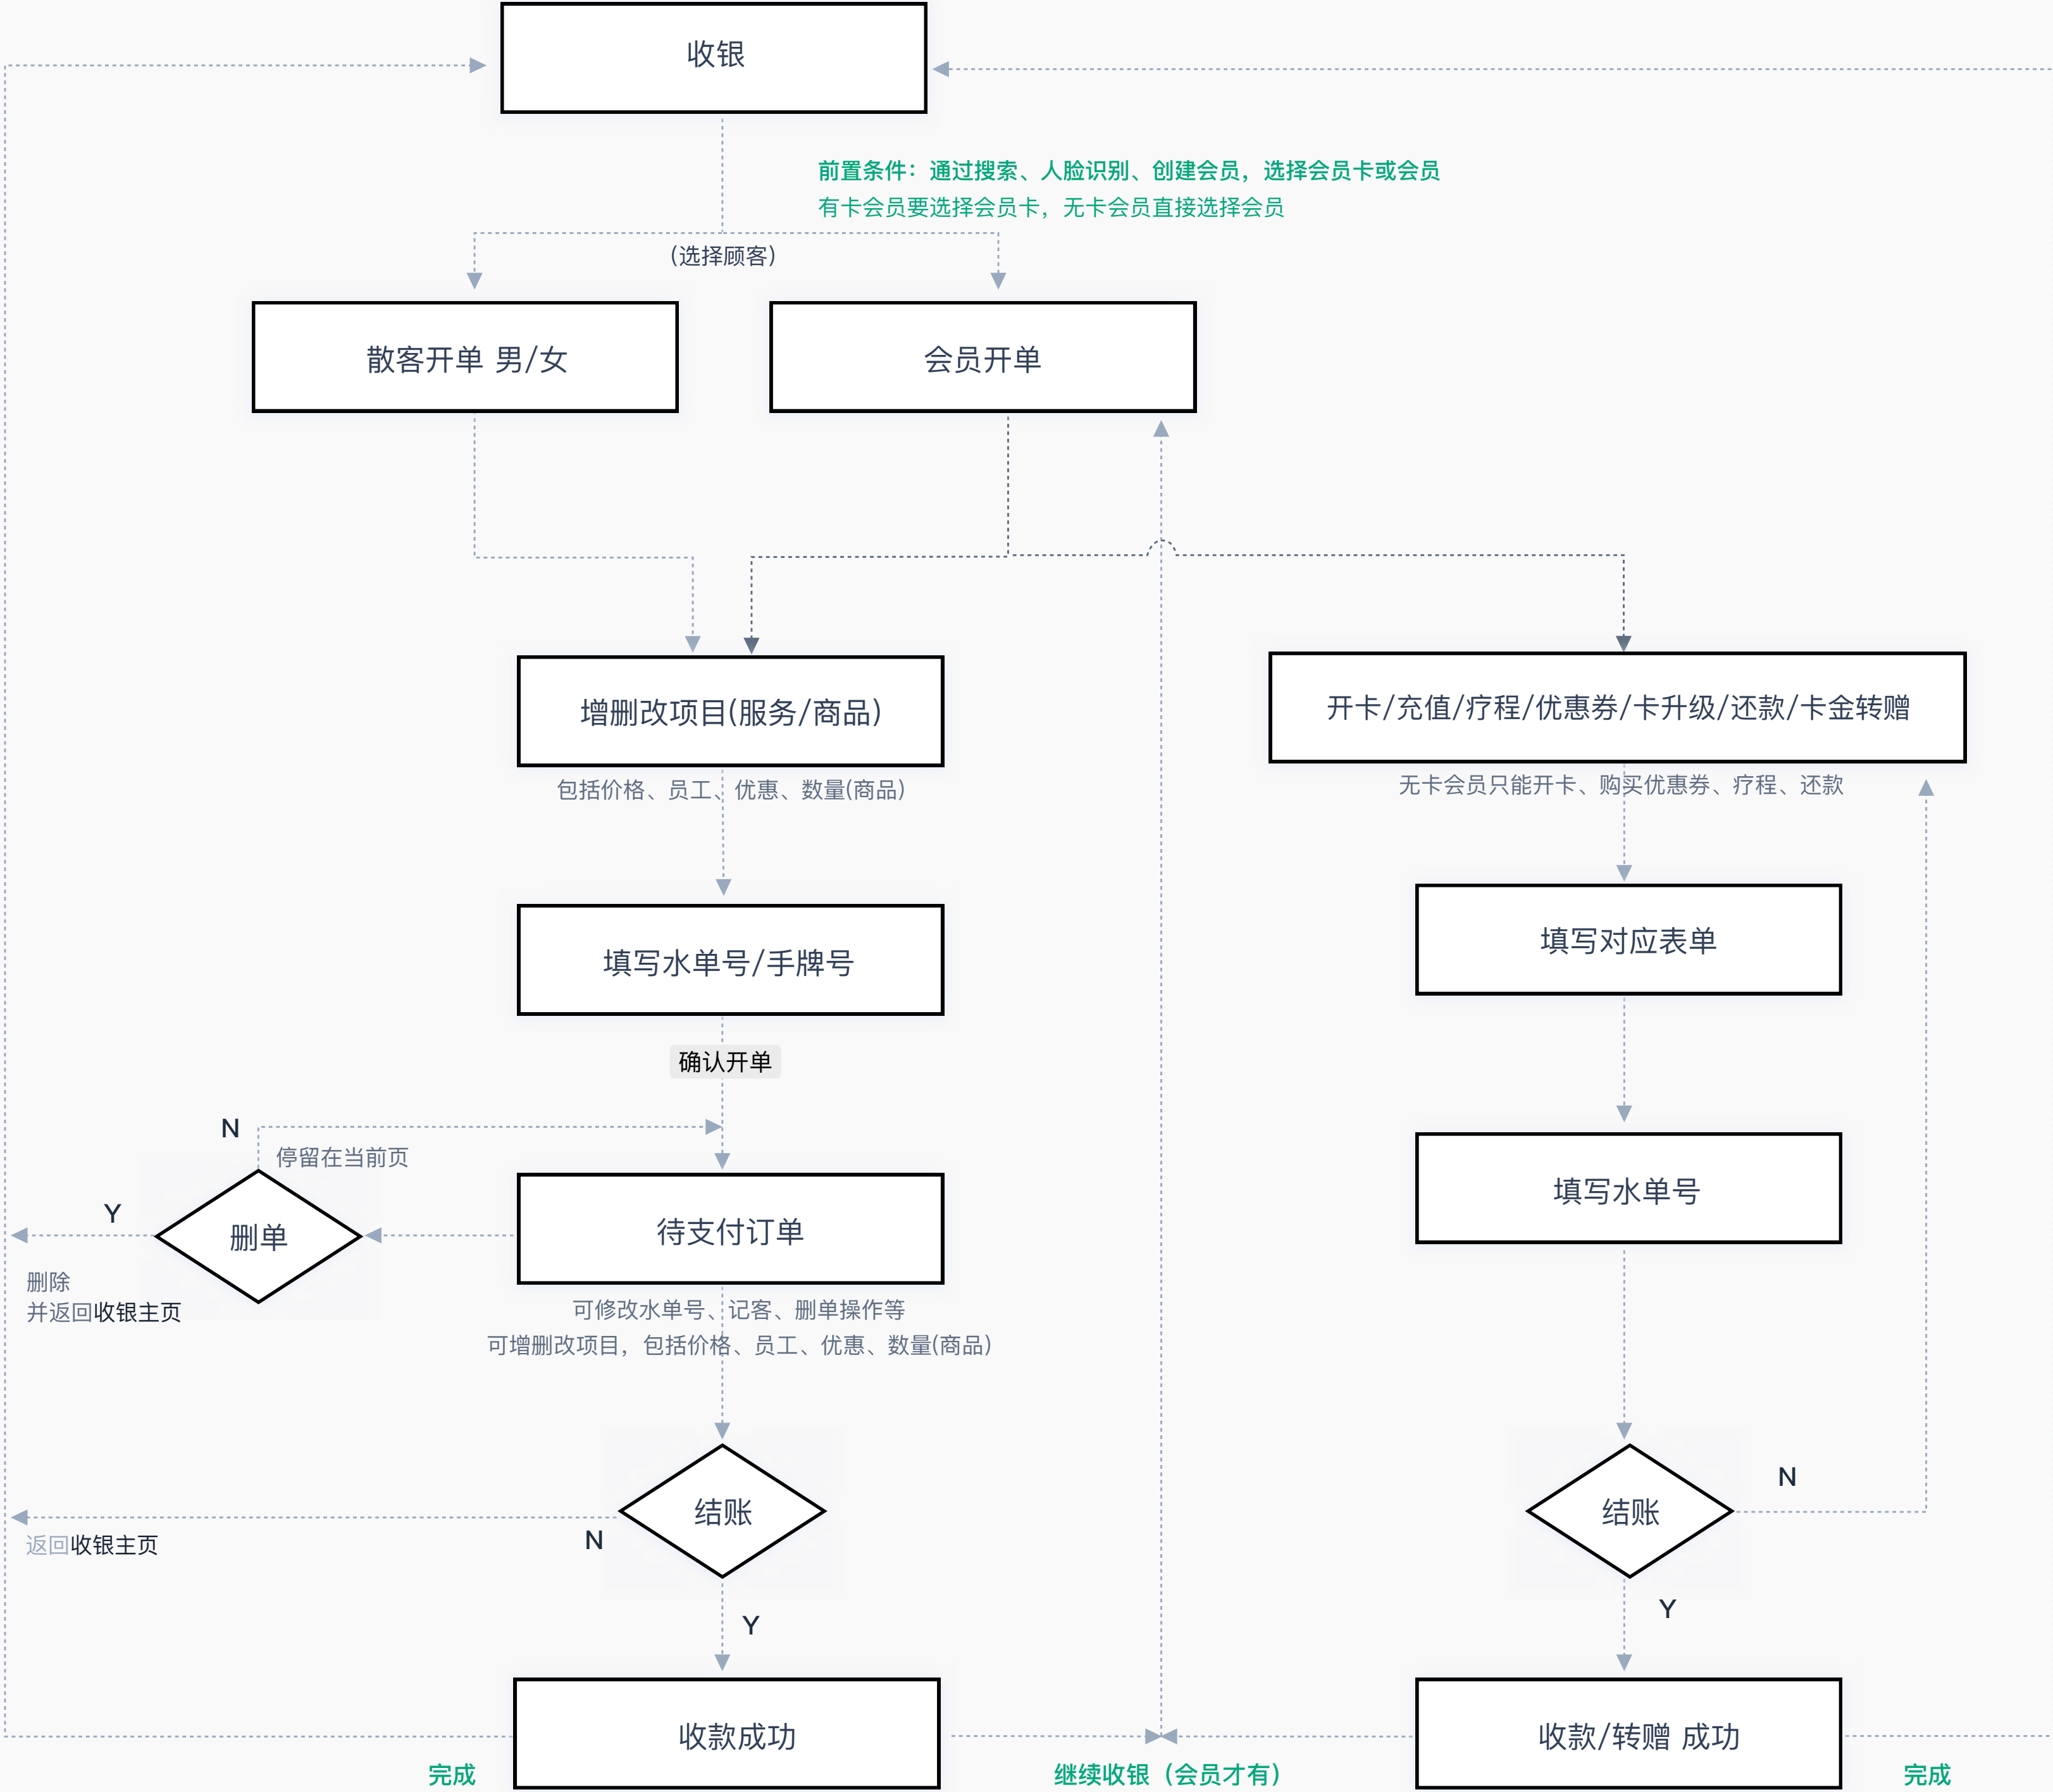 收银
前置条件：通过搜索、人脸识别、创建会员，选择会员卡或会员
有卡会员要选择会员卡，无卡会员直接选择会员
(选择顾客)
散客开单 男/女
会员开单
增删改项目(服务/商品)
包括价格、员工、优惠、数量(商品)
开卡/充值/疗程/优惠券/卡升级/还款/卡金转赠
无卡会员只能开卡、购买优惠券、疗程、还款
填写水单号/手牌号
填写对应表单
确认开单
N
停留在当前页
Y
删单
删除
并返回收银主页
待支付订单
可修改水单号、记客、删单操作等
可增删改项目，包括价格、员工、优惠、数量(商品)
填写水单号
结账
N
返回收银主页
Y
结账
N
Y
收款成功
完成
继续收银（会员才有）
收款/转赠 成功
完成